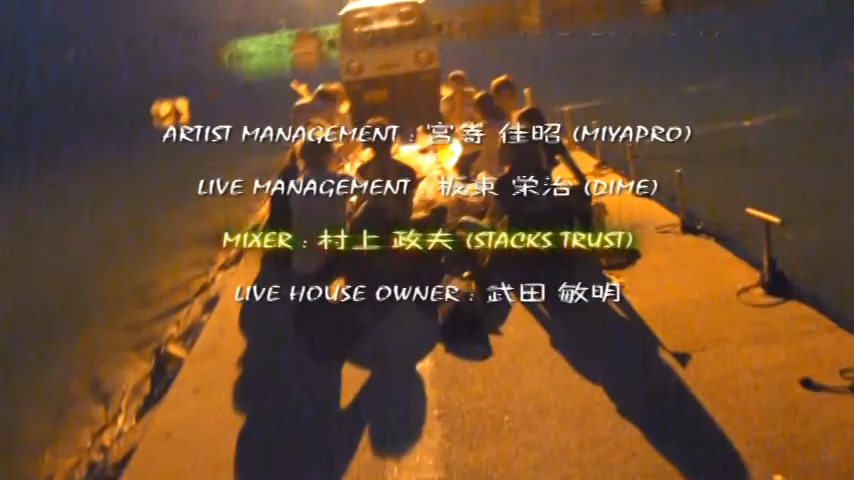 ARTIST MANAGEMENT : 宮嵜 佳昭 (MIYAPRO)
LIVE MANAGEMENT : 坂東 栄治 (DIME)
MIXER : 村上 政夫 (STACKS TRUST)
LIVE HOUSE OWNER : 武田 敏明